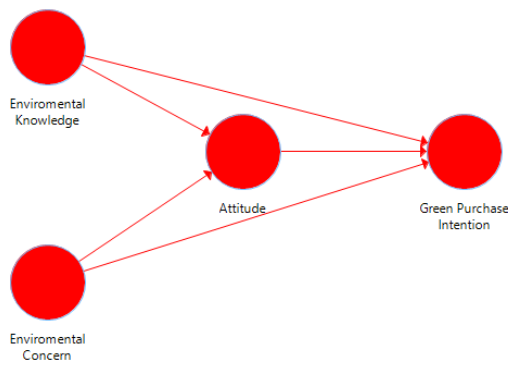 Enviromental
Knowledge
Attitude
Green Purchase
Intention
Enviromental
Concern